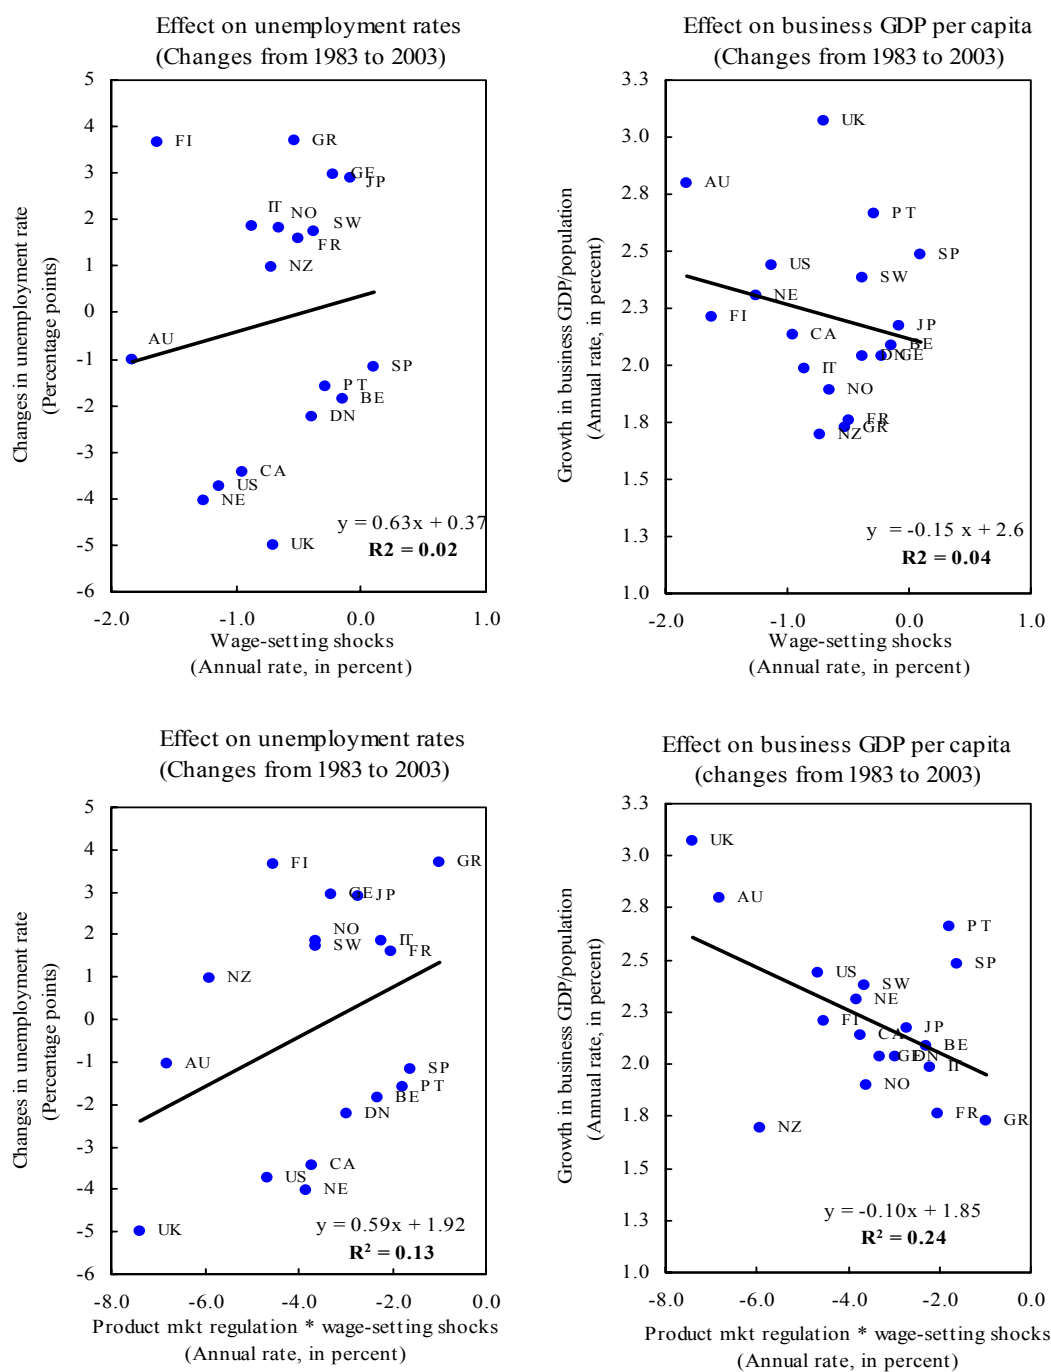 Effect on unemployment rates
(Changes from 1983 to 2003)
5
4
3
2
1
0
-1
-2
-3
-4
-5
-6
Changes in unemployment rate
(Percentage points)
FI
GR
GE
JP
IT
NO
SW
FR
NZ
AU
SP
PT
BE
DN
CA
US
NE
UK
y = 0.63x + 0.37
R2 = 0.02
-2.0
-1.0
0.0
1.0
Wage-setting shocks
(Annual rate, in percent)
Effect on business GDP per capita
(Changes from 1983 to 2003)
3.3
3.0
2.8
2.5
2.3
2.0
1.8
1.5
1.3
1.0
Growth in business GDP/population
(Annual rate, in percent)
UK
AU
PT
SP
US
SW
NE
FI
JP
CA
BE
DN
GE
IT
NO
FR
GR
NZ
y = -0.15 x + 2.6
R2 = 0.04
-2.0
-1.0
0.0
1.0
Wage-setting shocks
(Annual rate, in percent)
Effect on unemployment rates
(Changes from 1983 to 2003)
5
4
3
2
1
0
-1
-2
-3
-4
-5
-6
Changes in unemployment rate
(Percentage points)
FI
GR
GE
JP
NO
SW
IT
FR
NZ
AU
SP
PT
BE
DN
CA
US
NE
UK
y = 0.59x + 1.92
R² = 0.13
-8.0
-6.0
-4.0
-2.0
0.0
Product mkt regulation * wage-setting shocks
(Annual rate, in percent)
Effect on business GDP per capita
(changes from 1983 to 2003)
3.3
3.0
2.8
2.5
2.3
2.0
1.8
1.5
1.3
1.0
Growth in business GDP/population
(Annual rate, in percent)
UK
AU
PT
SP
US
SW
NE
FI
JP
CA
BE
GE
DN
IT
NO
FR
GR
NZ
y = -0.10x + 1.85
R² = 0.24
-8.0
-6.0
-4.0
-2.0
0.0
Product mkt regulation * wage-setting shocks
(Annual rate, in percent)